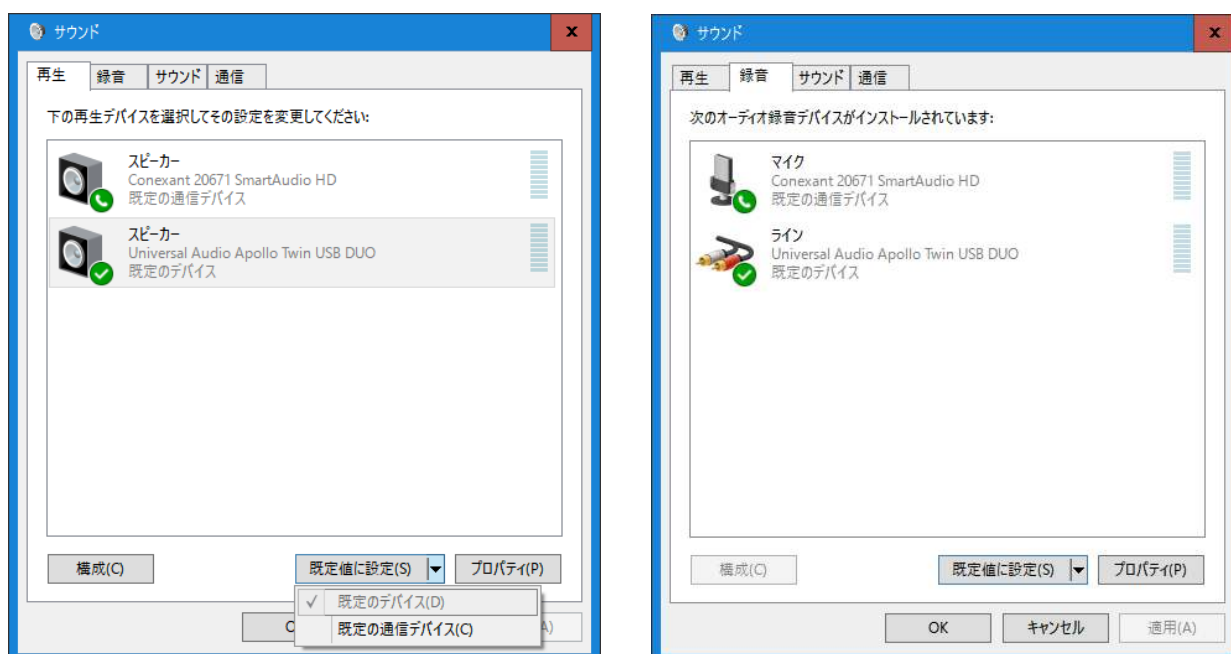 サウンド
x
再生
録音
サウンド
通信
下の再生デバイスを選択してその設定を変更してください:
スピーカー
Conexant 20671 SmartAudio HD
既定の通信デバイス
スピーカー
Universal Audio Apollo Twin USB DUO
既定のデバイス
構成(C)
既定値に設定(S)
プロパティ(P)
✓ 既定のデバイス(D)
既定の通信デバイス(C)
サウンド
x
再生
録音
サウンド
通信
次のオーディオ録音デバイスがインストールされています:
マイク
Conexant 20671 SmartAudio HD
既定の通信デバイス
ライン
Universal Audio Apollo Twin USB DUO
既定のデバイス
構成(C)
既定値に設定(S)
プロパティ(P)
OK
キャンセル
適用(A)